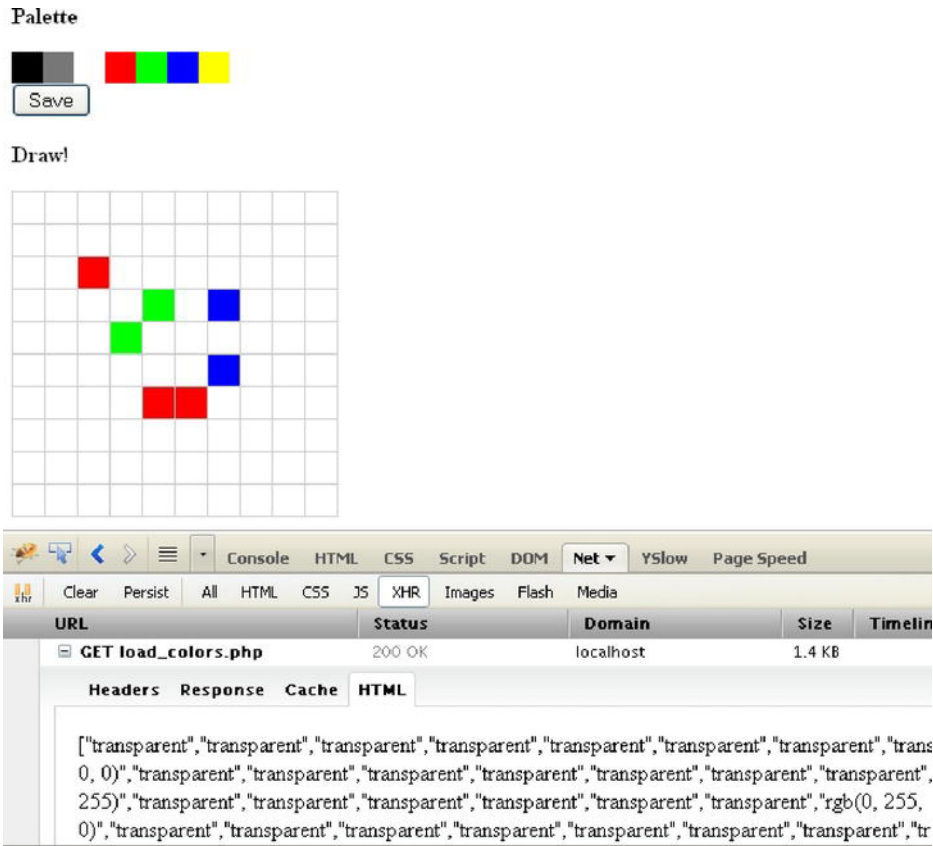 Palette
Save
Draw!
Console HTML CSS Script DOM Net YSlow Page Speed
xhr Clear Persist All HTML CSS JS XHR Images Flash Media
URL Status Domain Size Timelin
GET load_colors.php 200 OK localhost 1.4 KB
Headers Response Cache HTML
["transparent","transparent","transparent","transparent","transparent","transparent","transparent","trans
0, 0)","transparent","transparent","transparent","transparent","transparent","transparent","transparent",
255)","transparent","transparent","transparent","transparent","transparent","transparent","rgb(0, 255,
0)","transparent","transparent","transparent","transparent","transparent","transparent","transparent","tr